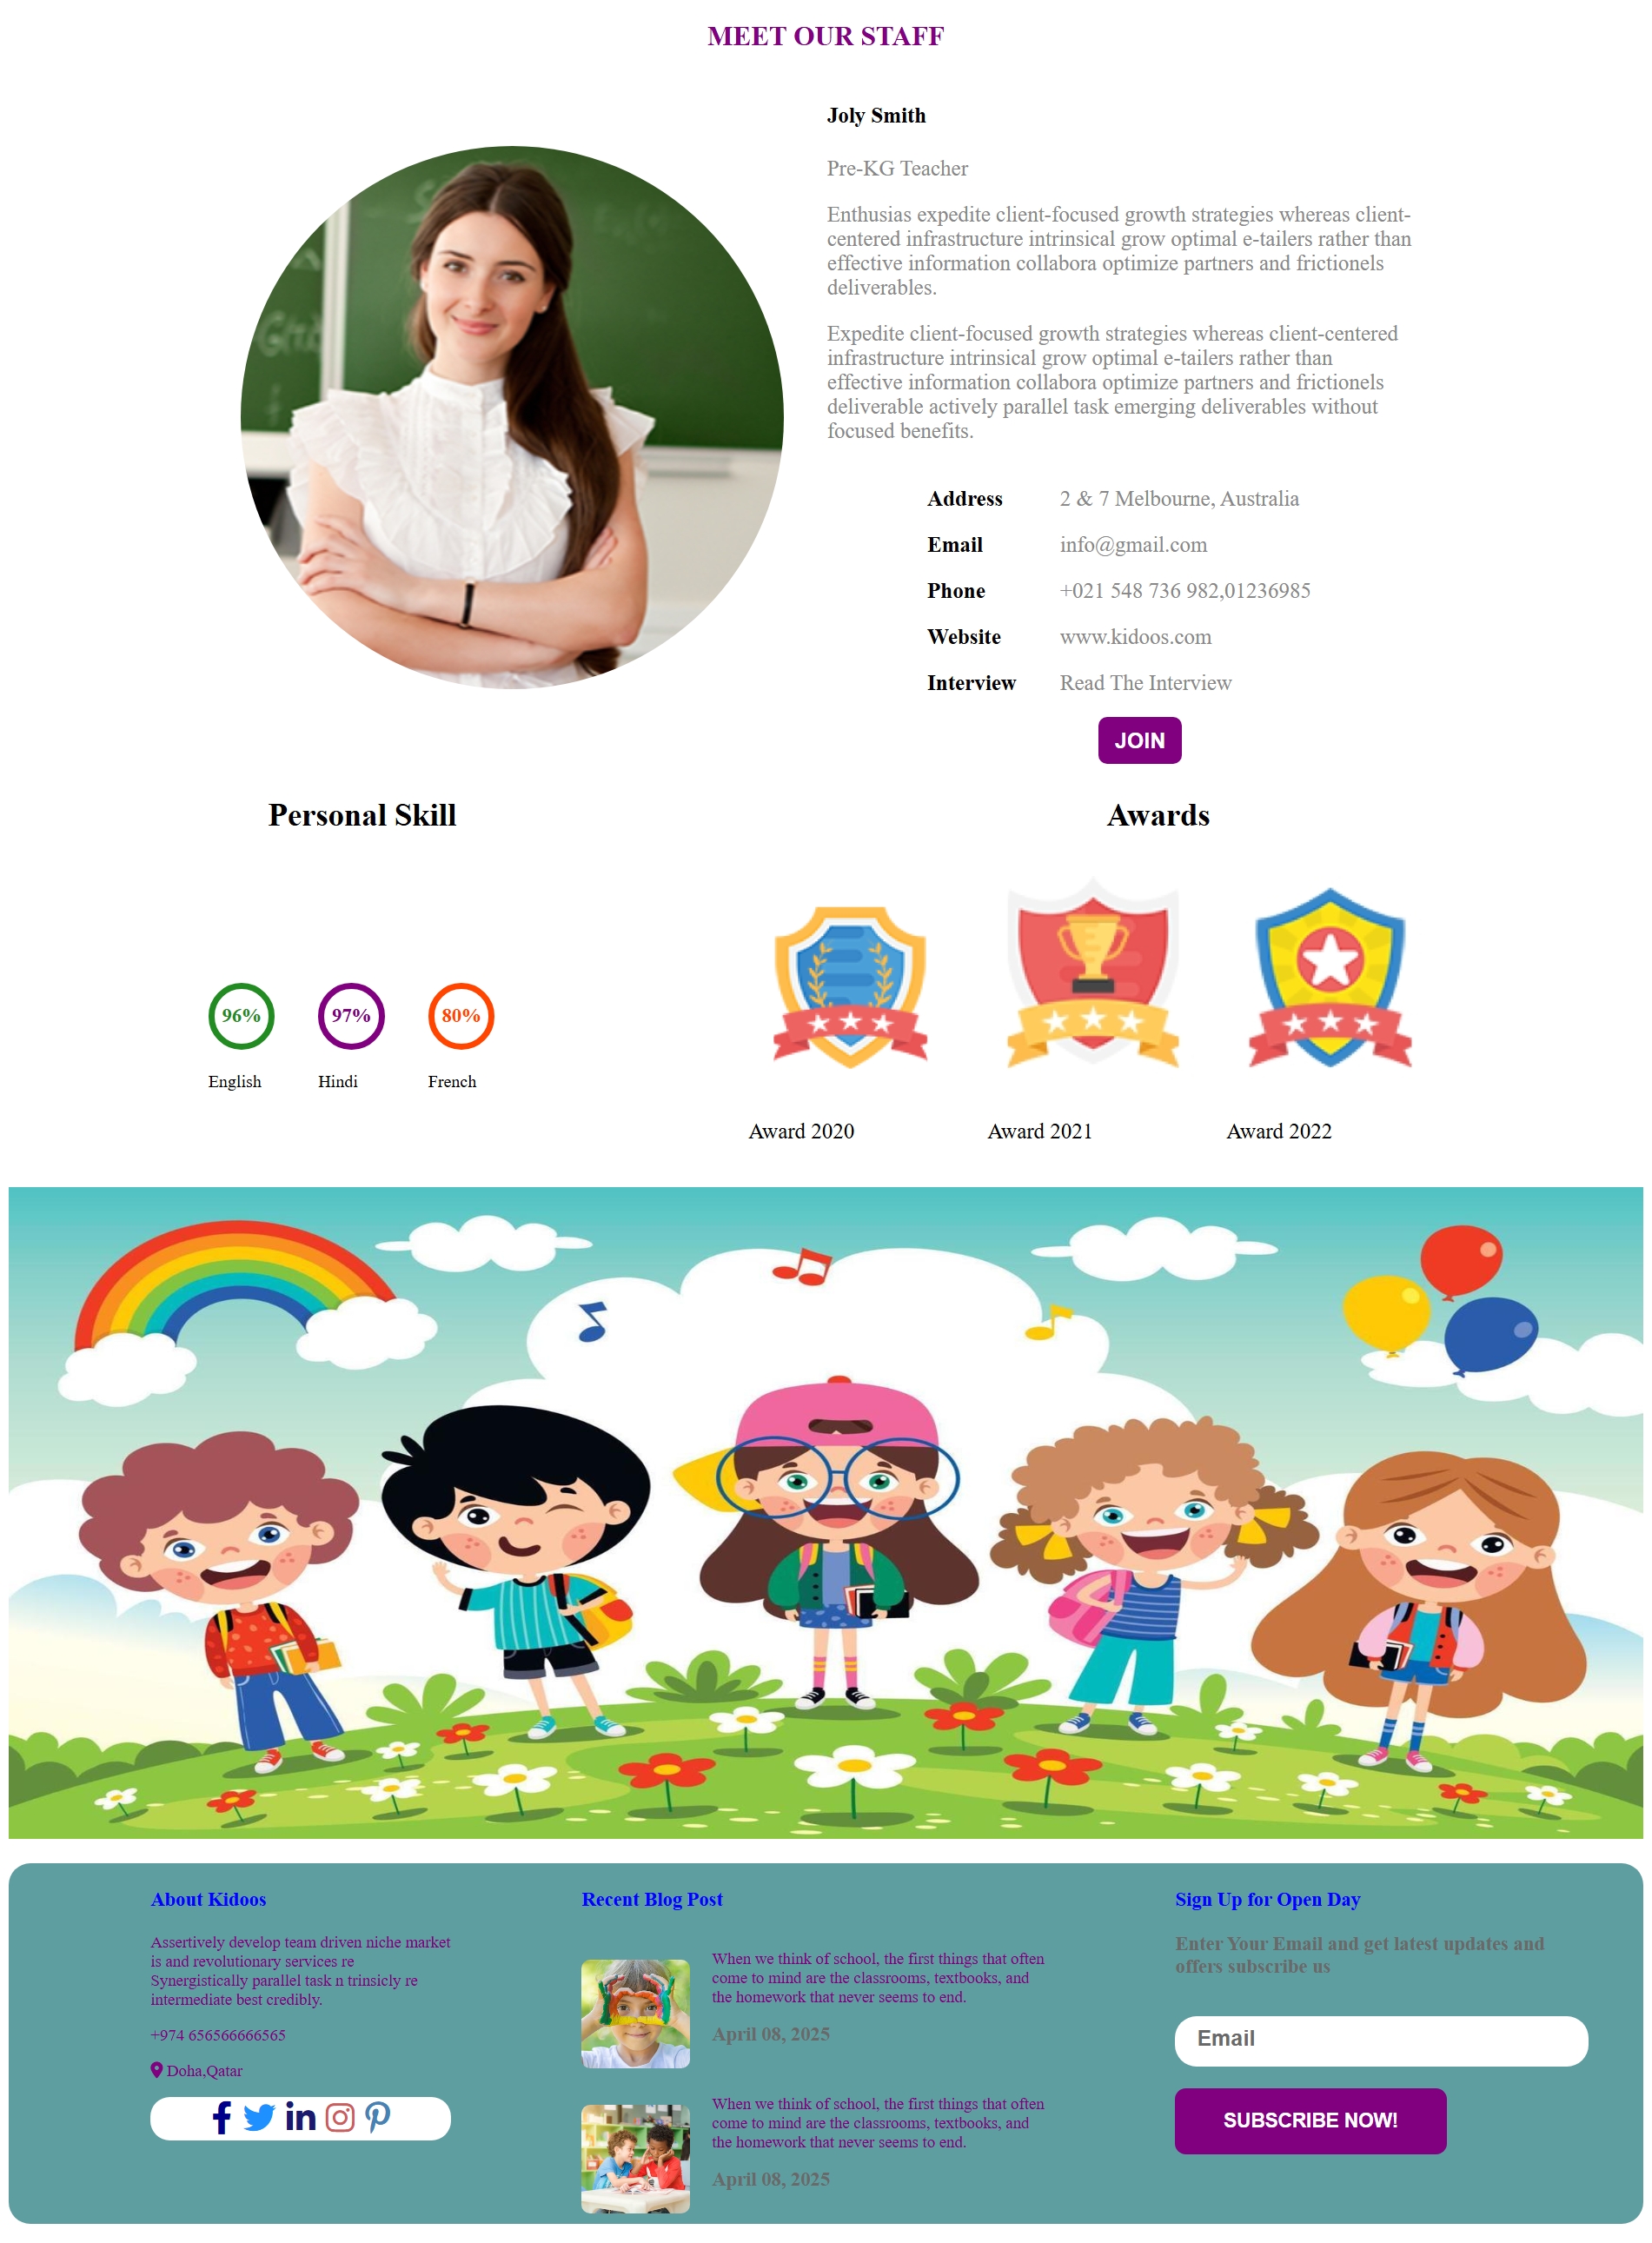 MEET OUR STAFF
Joly Smith
Pre-KG Teacher
Enthusias expedite client-focused growth strategies whereas client-
centered infrastructure intrinsical grow optimal e-tailers rather than
effective information collabora optimize partners and frictionels
deliverables.
Expedite client-focused growth strategies whereas client-centered
infrastructure intrinsical grow optimal e-tailers rather than
effective information collabora optimize partners and frictionels
deliverable actively parallel task emerging deliverables without
focused benefits.
Address 2 & 7 Melbourne, Australia
Email info@gmail.com
Phone +021 548 736 982,01236985
Website www.kidoos.com
Interview Read The Interview
JOIN
Personal Skill
96% 97% 80%
English Hindi French
Awards
Award 2020 Award 2021 Award 2022
About Kidoos
Assertively develop team driven niche market
is and revolutionary services re
Synergistically parallel task n trinsicly re
intermediate best credibly.
+974 656566666565
Doha,Qatar
Recent Blog Post
When we think of school, the first things that often
come to mind are the classrooms, textbooks, and
the homework that never seems to end.
April 08, 2025
When we think of school, the first things that often
come to mind are the classrooms, textbooks, and
the homework that never seems to end.
April 08, 2025
Sign Up for Open Day
Enter Your Email and get latest updates and
offers subscribe us
Email
SUBSCRIBE NOW!